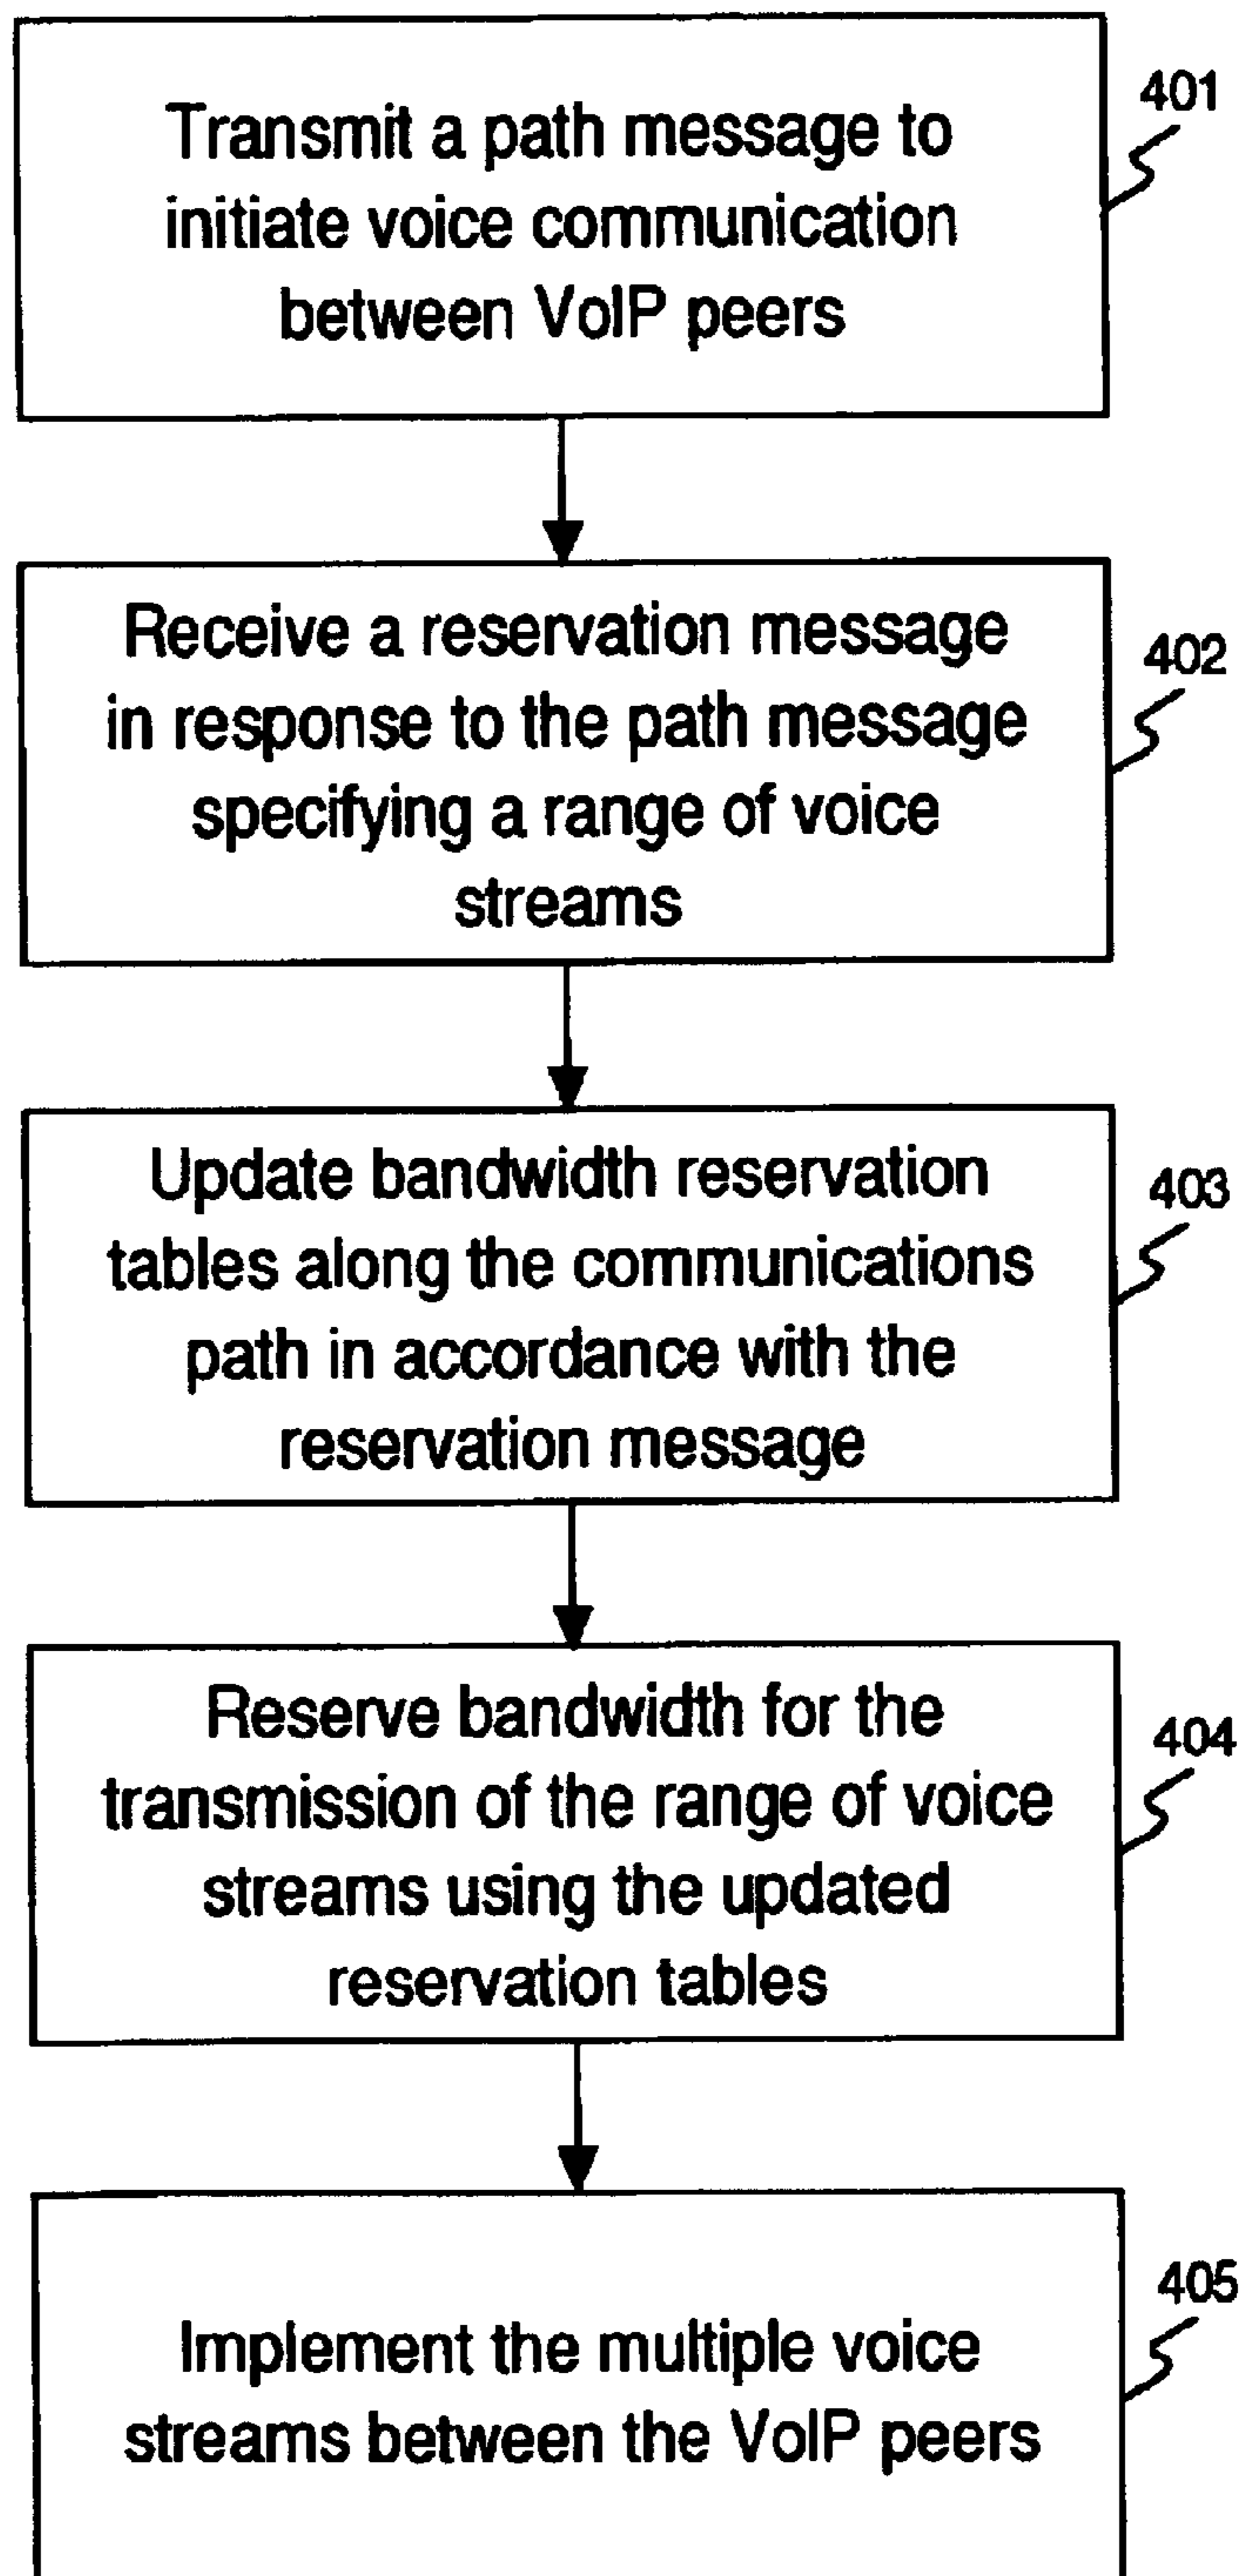 401
Transmit a path message to
initiate voice communication
between VoIP peers
402
Receive a reservation message
in response to the path message
specifying a range of voice
streams
403
Update bandwidth reservation
tables along the communications
path in accordance with the
reservation message
404
Reserve bandwidth for the
transmission of the range of voice
streams using the updated
reservation tables
405
Implement the multiple voice
streams between the VoIP peers